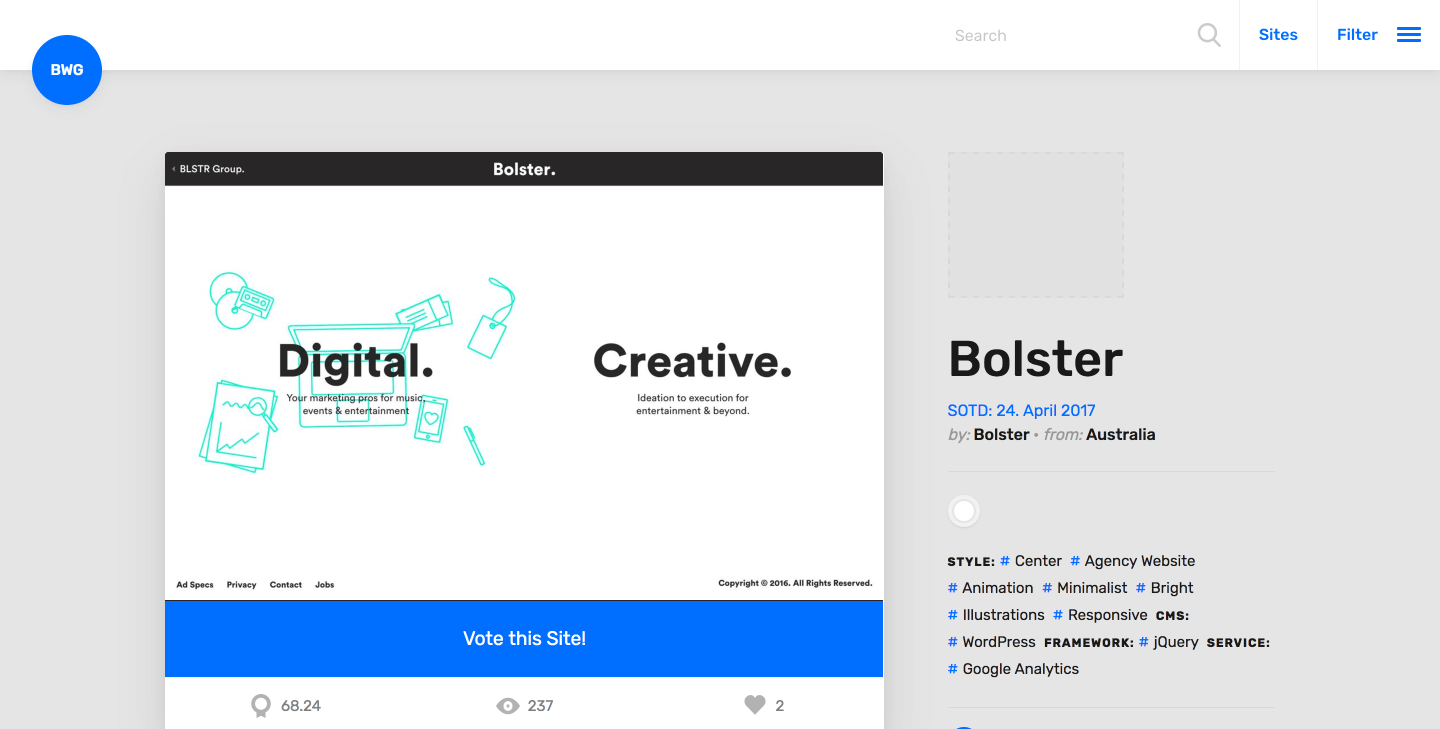 Search
Sites
Filter
BWG
BLSTR Group.
Bolster.
Digital.
Your marketing pros for music,
events & entertainment
Creative.
Ideation to execution for
entertainment & beyond.
Ad Specs Privacy Contact Jobs
Copyright © 2016. All Rights Reserved.
Vote this Site!
68.24
237
2
Bolster
SOTD: 24. April 2017
by: Bolster • from: Australia
STYLE: # Center # Agency Website
# Animation # Minimalist # Bright
# Illustrations # Responsive CMS:
# WordPress FRAMEWORK: # jQuery SERVICE:
# Google Analytics